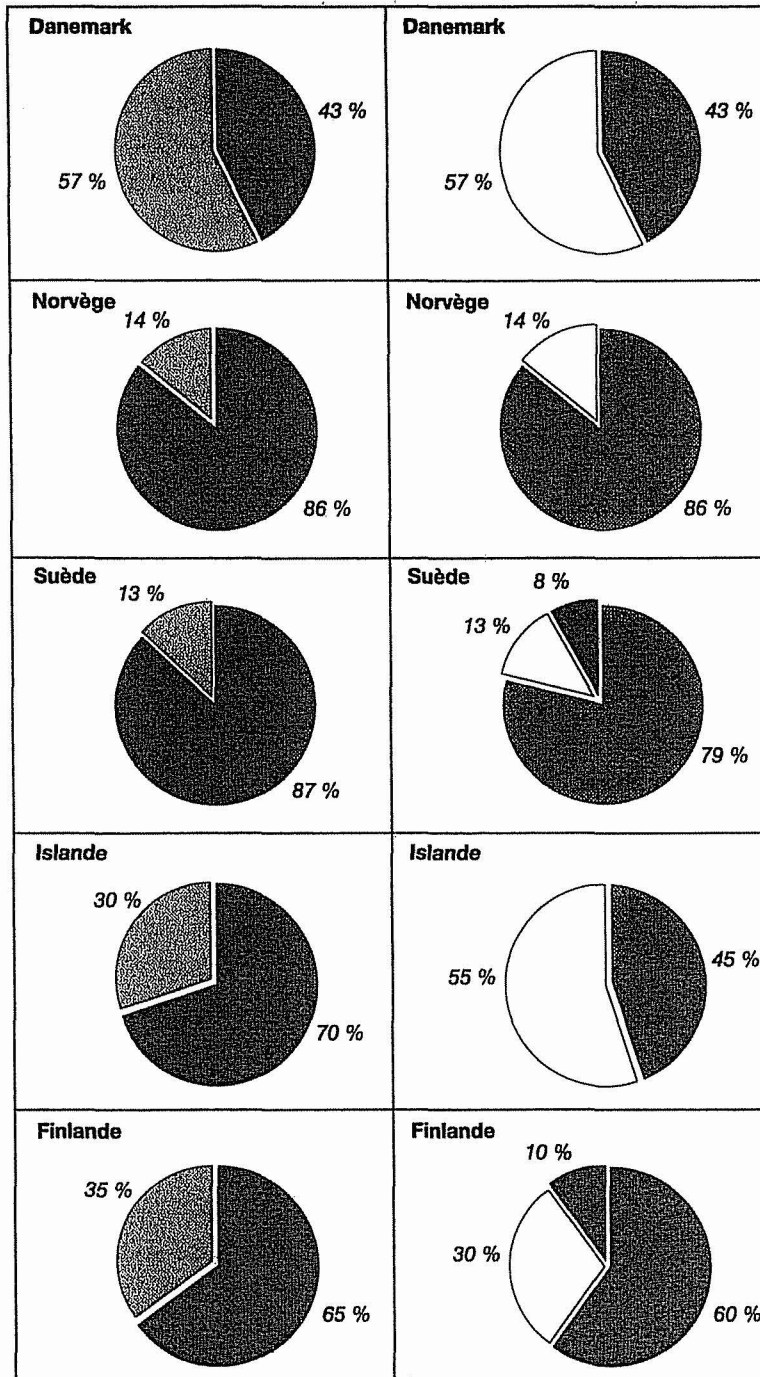 Danemark
43 %
57 %
Danemark
43 %
57 %
Norvège
14 %
86 %
Norvège
14 %
86 %
Suède
13 %
87 %
Suède
8 %
13 %
79 %
Islande
30 %
70 %
Islande
55 %
45 %
Finlande
35 %
65 %
Finlande
10 %
30 %
60 %